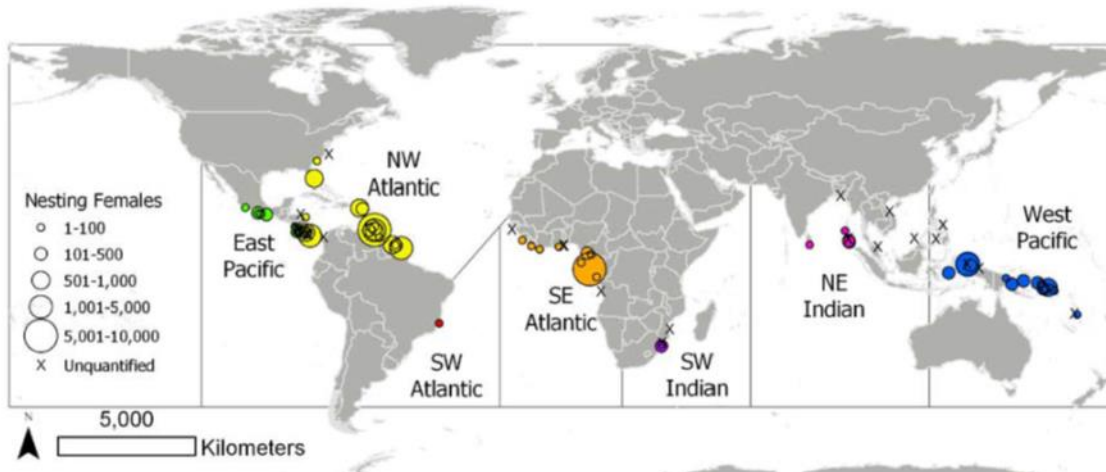 NW
Atlantic
Nesting Females
1-100
101-500
501-1,000
1,001-5,000
5,001-10,000
X Unquantified
East
Pacific
SW
Atlantic
SE
Atlantic
SW
Indian
NE
Indian
West
Pacific
N
5,000
Kilometers